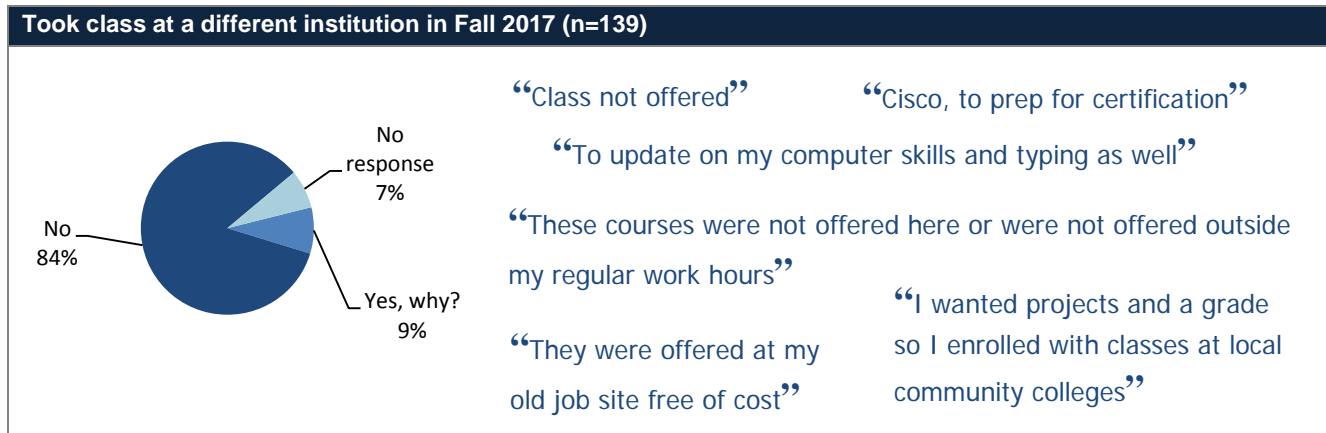 Took class at a different institution in Fall 2017 (n=139)
No
response
7%
No
84%
Yes, why?
9%
“Class not offered”
“Cisco, to prep for certification”
“To update on my computer skills and typing as well”
“These courses were not offered here or were not offered outside
my regular work hours”
“They were offered at my
old job site free of cost”
“I wanted projects and a grade
so I enrolled with classes at local
community colleges”